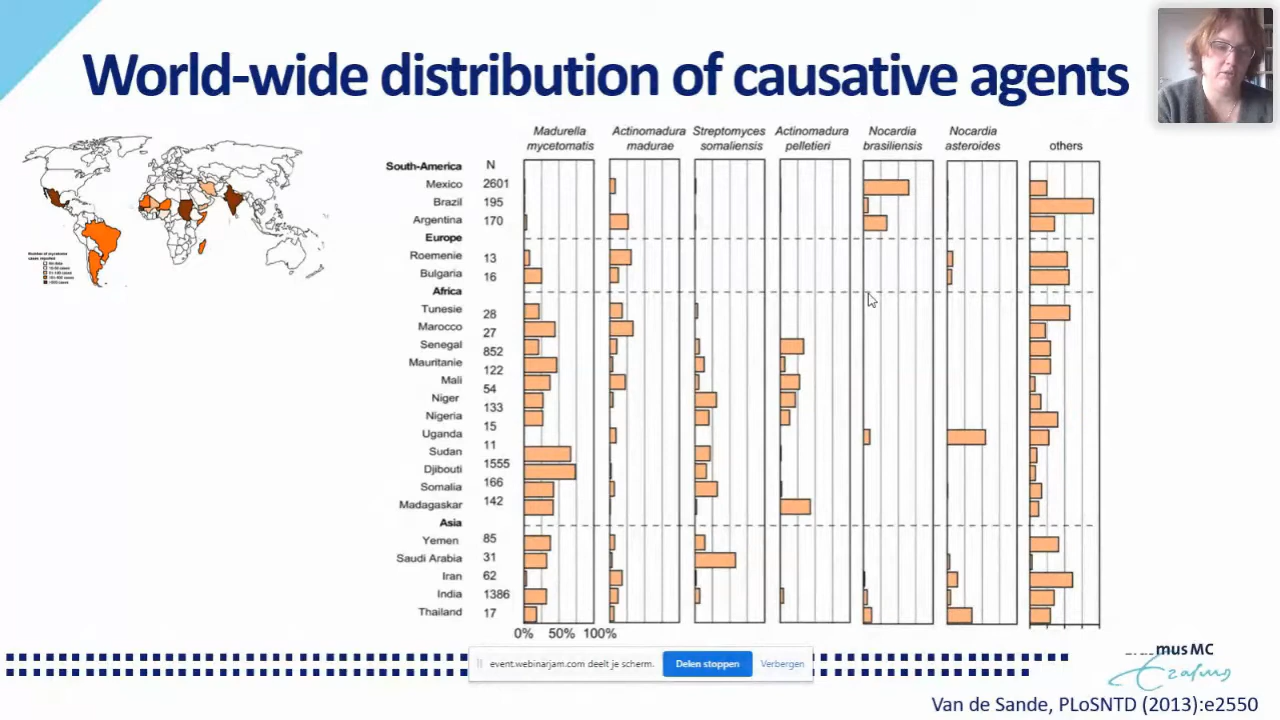 World-wide distribution of causative agents
Madurella mycetomatis
Actinomadura madurae
Streptomyces somaliensis
Actinomadura pelletieri
Nocardia brasiliensis
Nocardia asteroides
others
South-America N
Mexico 2601
Brazil 195
Argentina 170
Europe
Roemenie 13
Bulgaria 16
Africa
Tunesie 28
Marocco 27
Senegal 852
Mauritanie 122
Mali 54
Niger 133
Nigeria 15
Uganda 11
Sudan 1555
Djibouti 166
Somalia 142
Madagaskar
Asia
Yemen 85
Saudi Arabia 31
Iran 62
India 1386
Thailand 17
0% 50% 100%
event.webinarjam.com deelt je scherm. Delen stoppen Verbergen
Van de Sande, PLoSNTD (2013):e2550